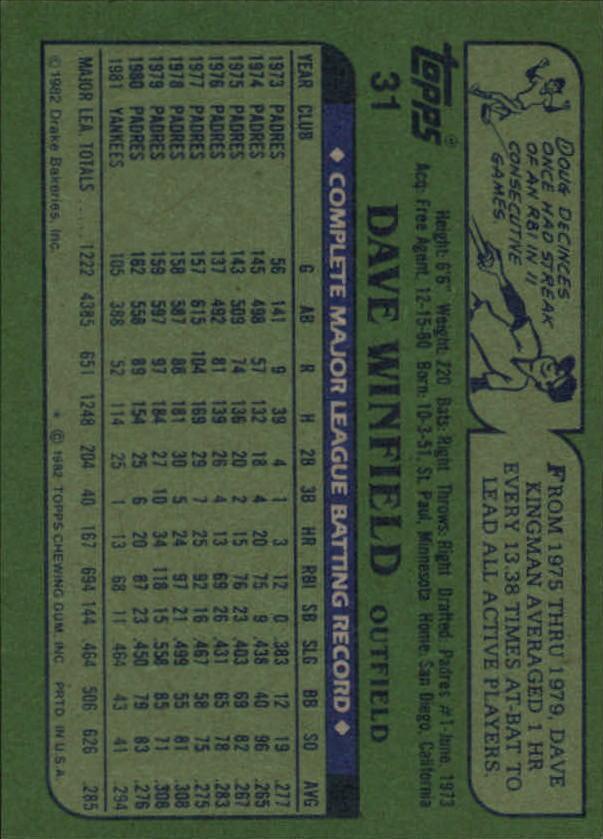 DOUG DECINCES
ONCE HAD STREAK
OF AN RBI IN 11
CONSECUTIVE
GAMES.
FROM 1975 THRU 1979, DAVE
KINGMAN AVERAGED 1 HR
EVERY 13.38 TIMES AT-BAT TO
LEAD ALL ACTIVE PLAYERS.
topps®
Height: 6'6" Weight: 220 Bats: Right Throws: Right Drafted: Padres #1-June, 1973
Acq: Free Agent, 12-15-80 Born: 10-3-51, St. Paul, Minnesota Home: San Diego, California
31 DAVE WINFIELD OUTFIELD
◆ COMPLETE MAJOR LEAGUE BATTING RECORD ◆
YEAR CLUB G AB R H 2B 3B HR RBI SB SLG BB SO AVG
1973 PADRES 56 141 9 39 4 1 3 12 0 .383 12 19 .277
1974 PADRES 145 498 57 132 18 4 20 75 9 .438 40 96 .265
1975 PADRES 143 509 74 136 20 2 15 76 23 .403 69 82 .267
1976 PADRES 137 492 81 139 26 4 13 69 26 .431 65 78 .283
1977 PADRES 157 615 104 169 29 7 25 92 16 .467 58 75 .275
1978 PADRES 158 587 88 181 30 5 24 97 21 .499 55 81 .308
1979 PADRES 159 597 97 184 27 10 34 118 15 .558 85 71 .308
1980 PADRES 162 558 89 154 25 6 20 87 23 .450 79 83 .276
1981 YANKEES 105 388 52 114 25 1 13 68 11 .464 43 41 .294
MAJOR LEA. TOTALS ..... 1222 4385 651 1248 204 40 167 694 144 .464 506 626 .285
© 1982 Drake Bakeries, Inc. * © 1982 TOPPS CHEWING GUM, INC. PRTD. IN U.S.A.